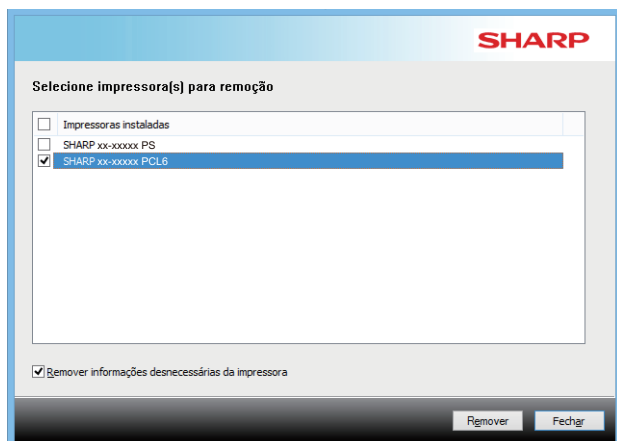 SHARP
Selecione impressora(s) para remoção
Impressoras instaladas
SHARP xx-xxxxx PS
SHARP xx-xxxxx PCL6
Remover informações desnecessárias da impressora
Remover Fechar